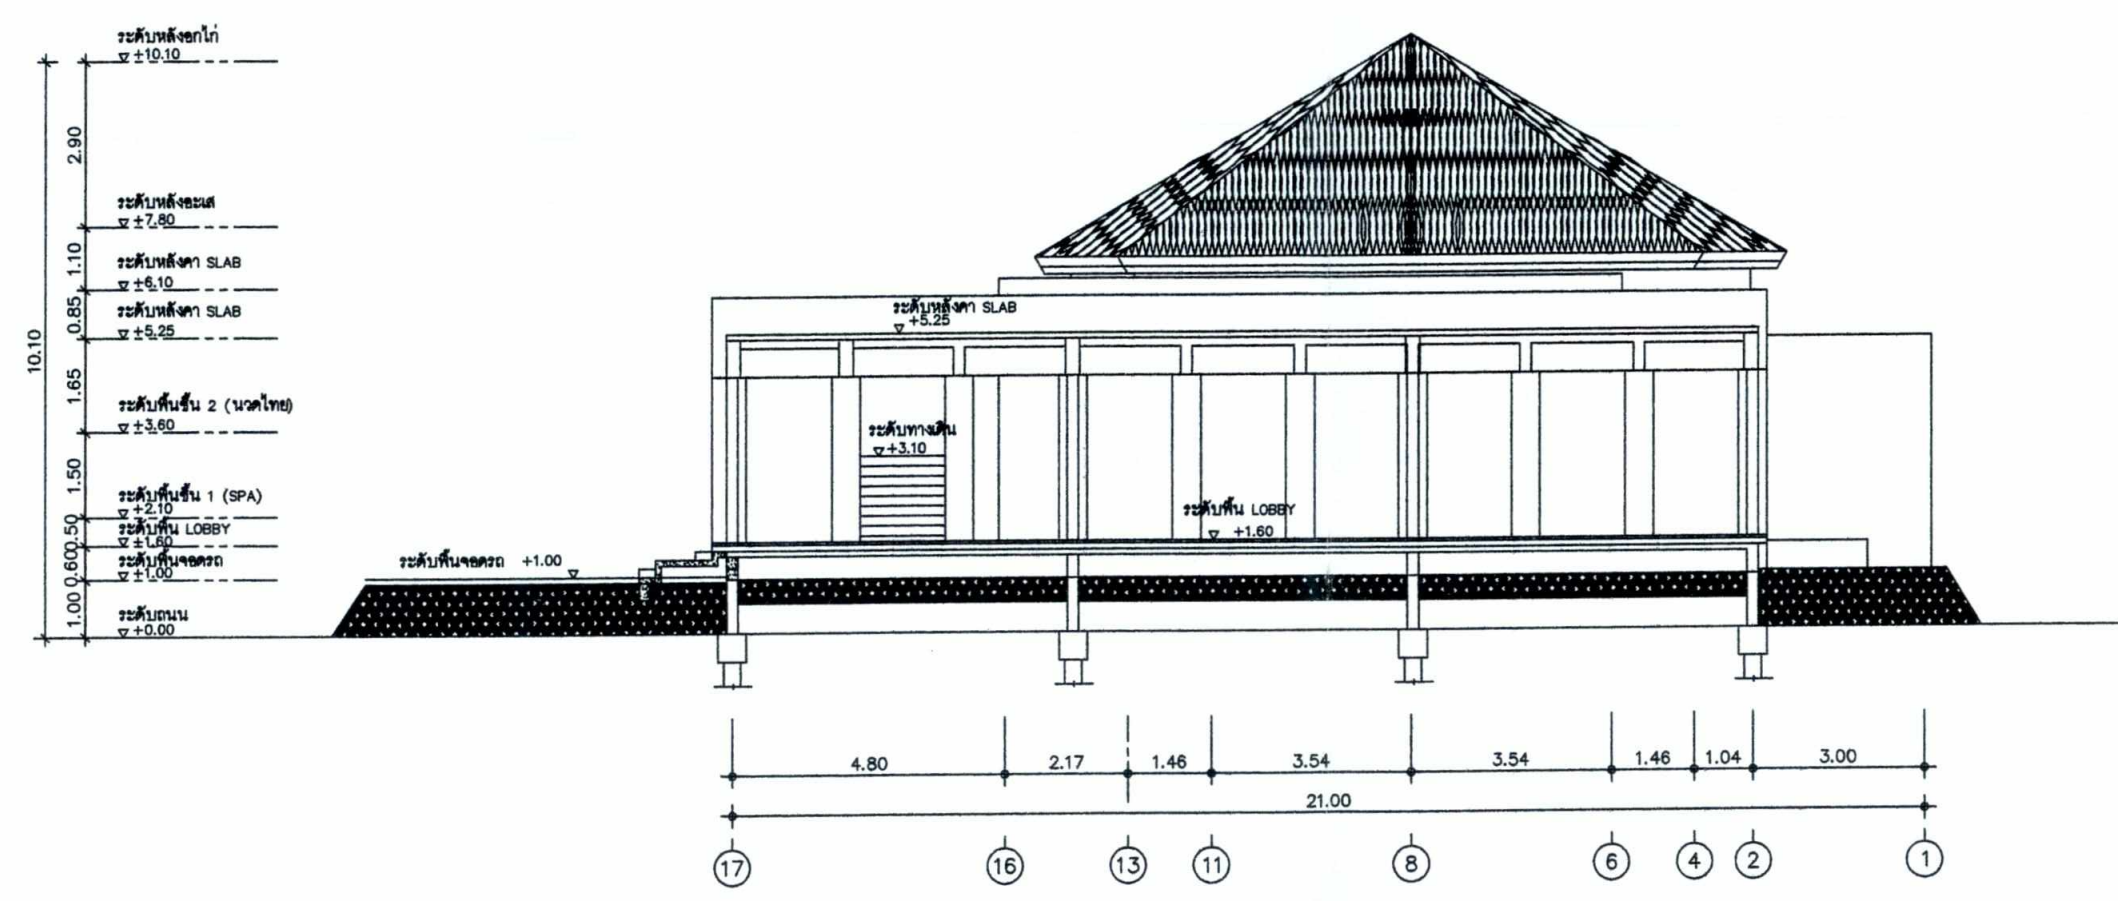 ระดับหลังอกไก่
+10.10
2.90
ระดับหลังอะเส
+7.80
1.10
ระดับหลังคา SLAB
+6.10
0.85
ระดับหลังคา SLAB
+5.25
10.10
1.65
ระดับพื้นชั้น 2 (นวดไทย)
+3.60
1.50
ระดับพื้นชั้น 1 (SPA)
+2.10
0.50
ระดับพื้น LOBBY
+1.60
0.60
ระดับพื้นจอดรถ
+1.00
1.00
ระดับถนน
+0.00
ระดับหลังคา SLAB
+5.25
ระดับทางเดิน
+3.10
ระดับพื้น LOBBY
+1.60
ระดับพื้นจอดรถ +1.00
4.80 2.17 1.46 3.54 3.54 1.46 1.04 3.00
21.00
17 16 13 11 8 6 4 2 1